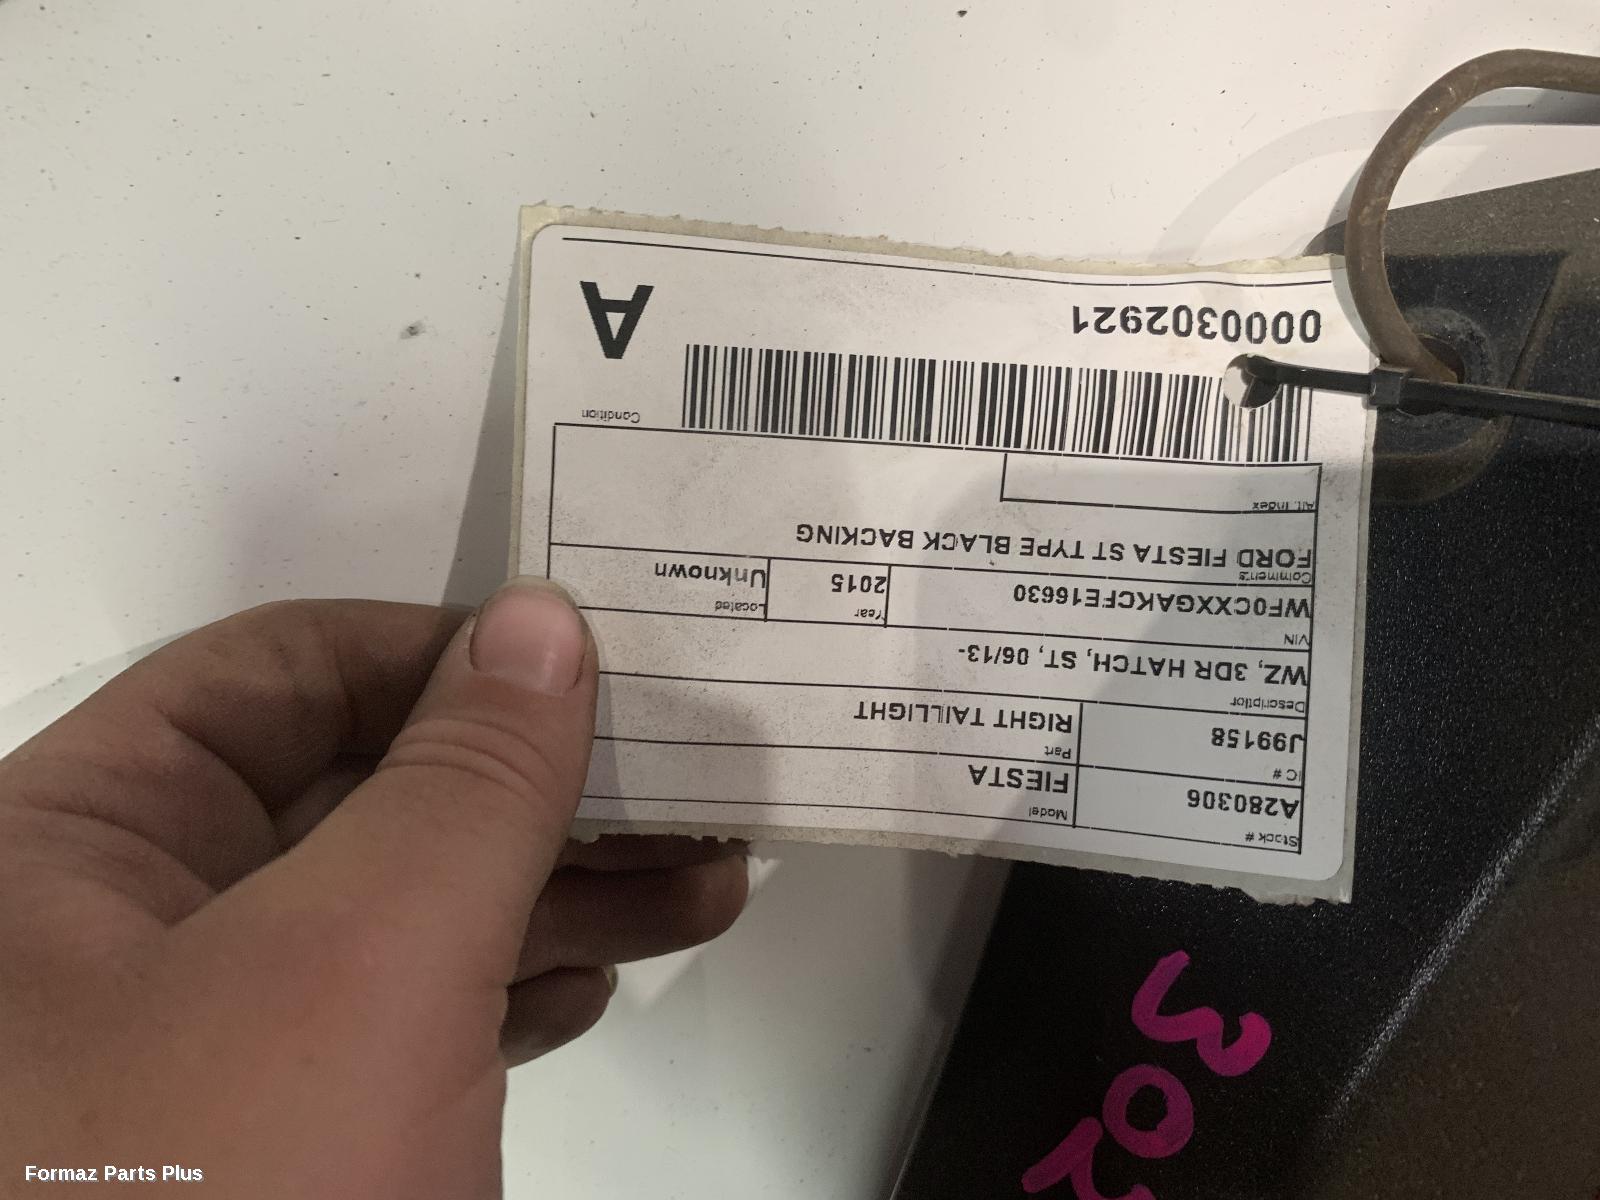 Stock #
A280306
Model
FIESTA
IC #
J99158
Part
RIGHT TAILLIGHT
Description
WZ, 3DR HATCH, ST, 06/13-
VIN
WF0CXXGAKCFE16630
Year
2015
Located
Unknown
Comments
FORD FIESTA ST TYPE BLACK BACKING
Alt. Index
Condition
A
0000302921
302
Formaz Parts Plus